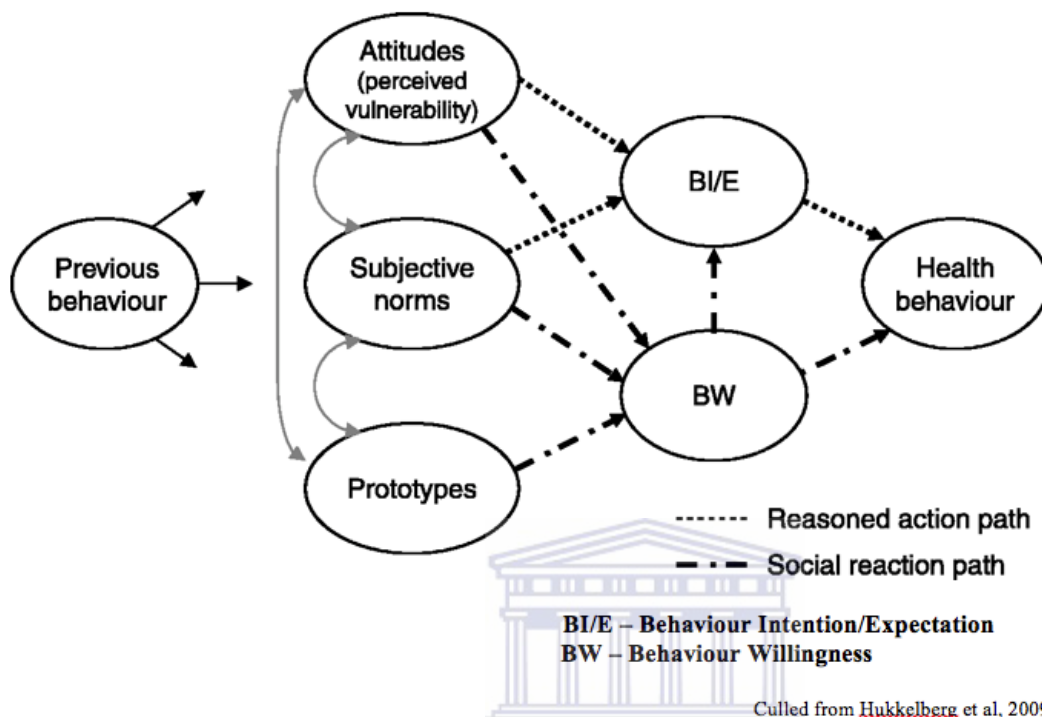 Attitudes
(perceived
vulnerability)
BI/E
Previous
behaviour
Subjective
norms
Health
behaviour
BW
Prototypes
Reasoned action path
Social reaction path
BI/E – Behaviour Intention/Expectation
BW – Behaviour Willingness
Culled from Hukkelberg et al, 2009